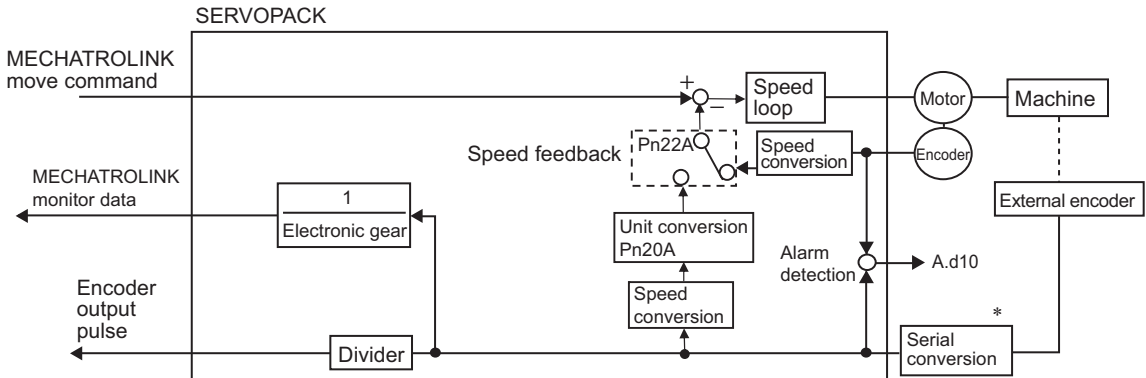 SERVOPACK
MECHATROLINK
move command
+
−
Speed
loop
Motor
Machine
Speed feedback
Pn22A
Speed
conversion
Encoder
MECHATROLINK
monitor data
1
Electronic gear
Unit conversion
Pn20A
External encoder
Alarm
detection
A.d10
Encoder
output
pulse
Speed
conversion
*
Divider
Serial
conversion